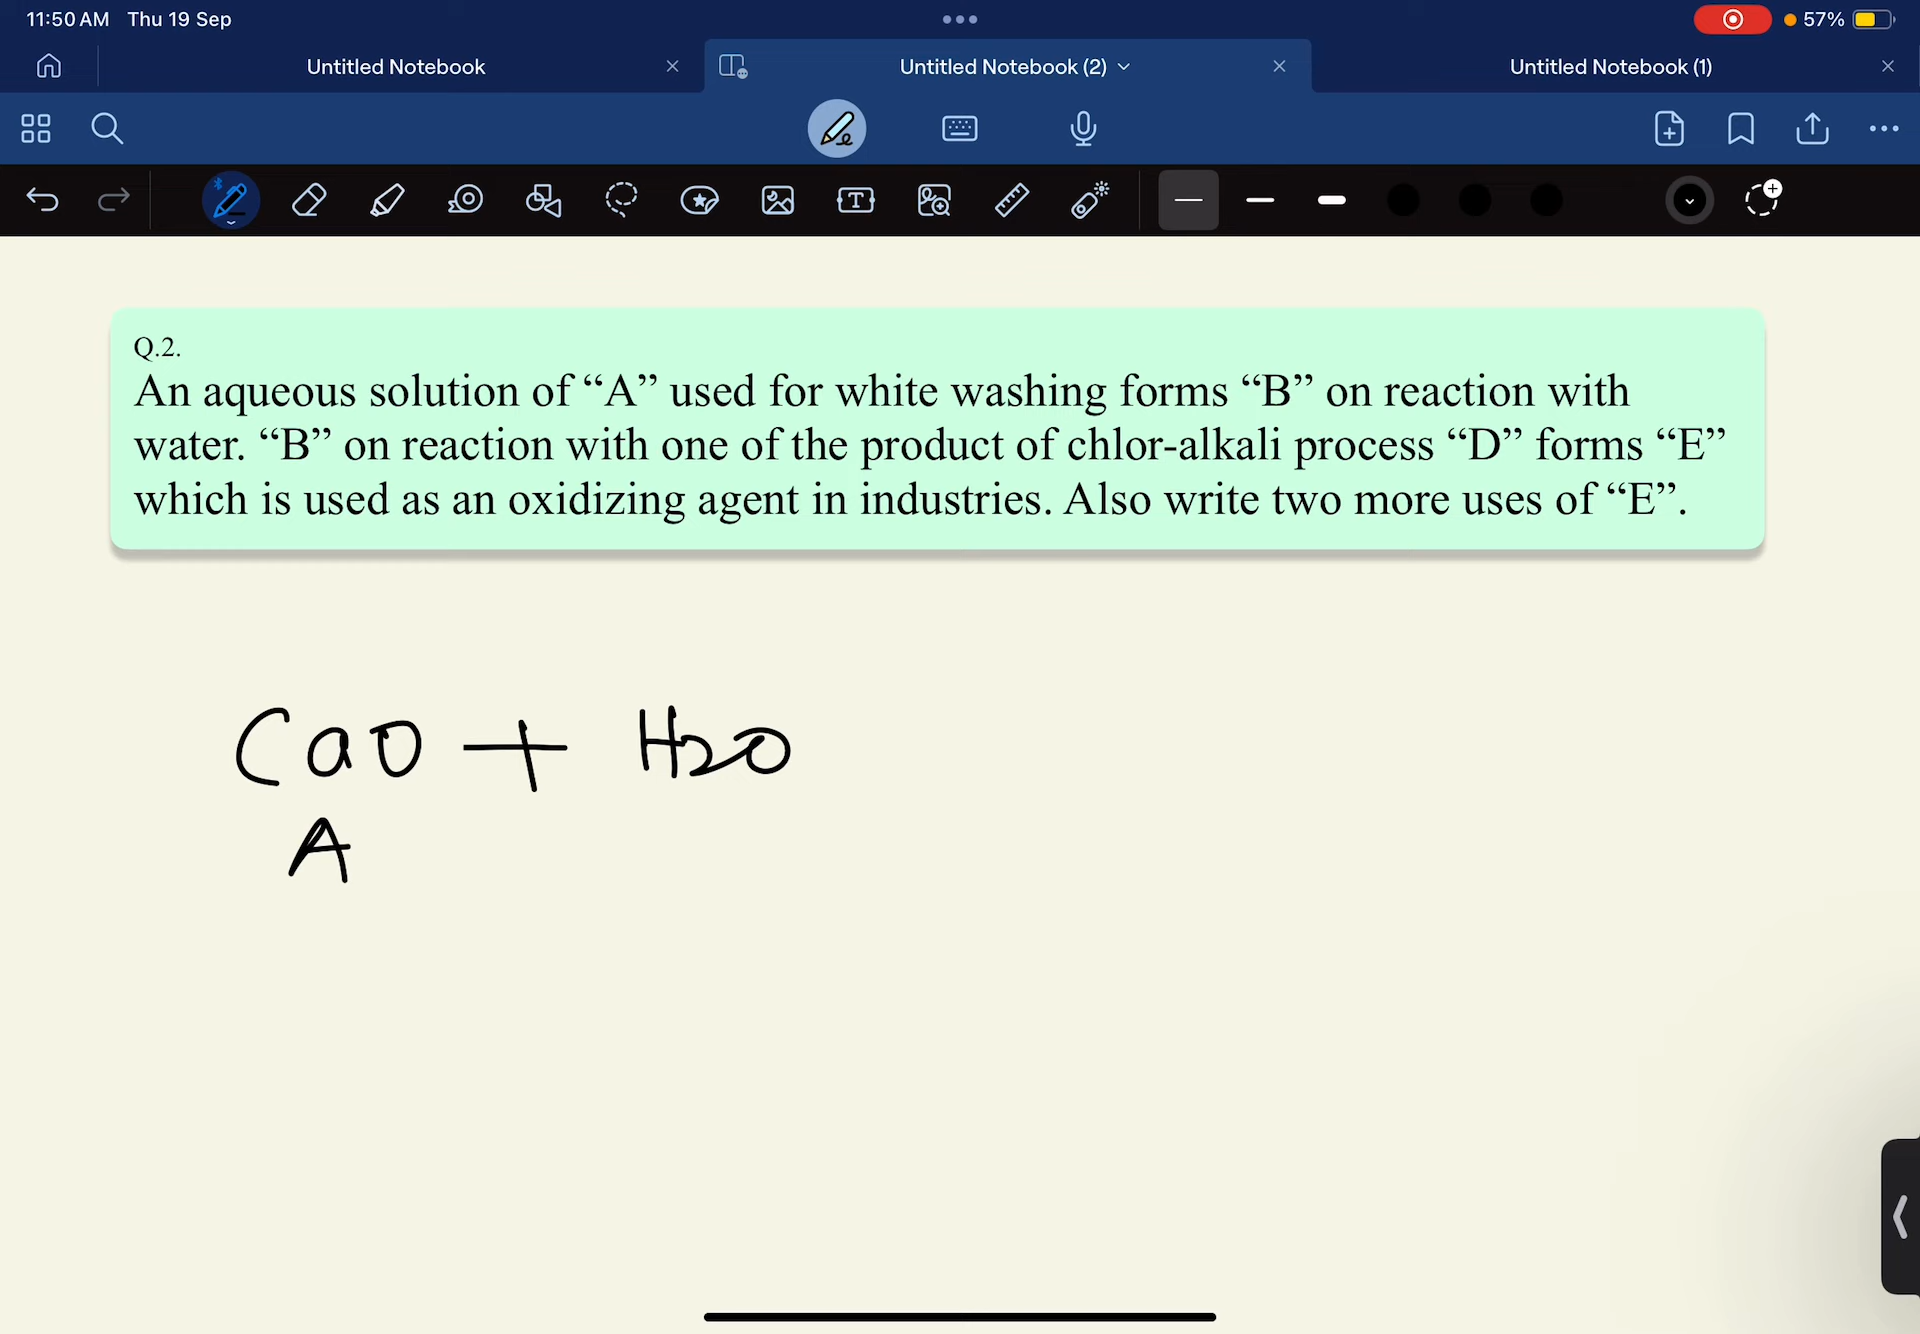 11:50 AM Thu 19 Sep
57%
Untitled Notebook
Untitled Notebook (2)
Untitled Notebook (1)
Q.2.
An aqueous solution of “A” used for white washing forms “B” on reaction with
water. “B” on reaction with one of the product of chlor-alkali process “D” forms “E”
which is used as an oxidizing agent in industries. Also write two more uses of “E”.
CaO + H2O
A